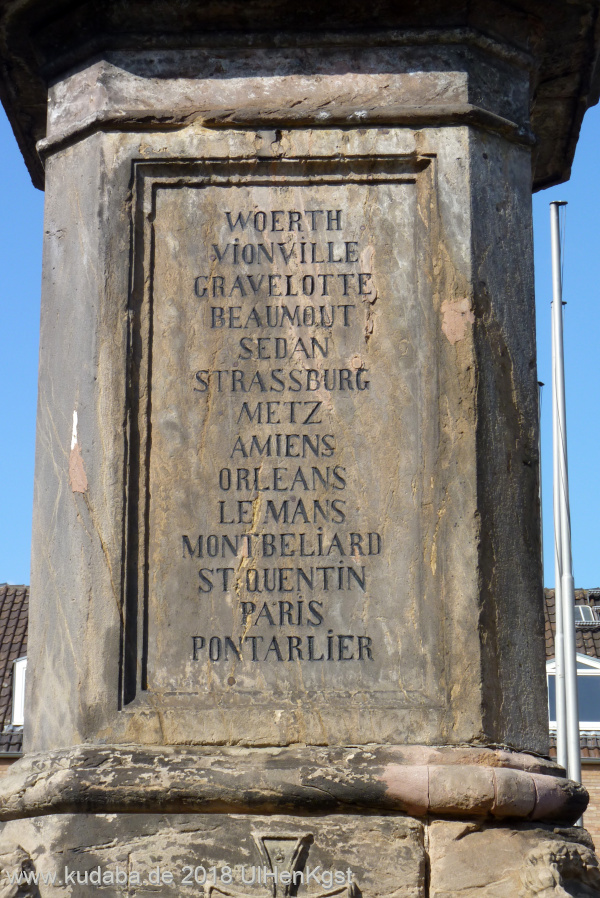 WOERTH
VIONVILLE
GRAVELOTTE
BEAUMOUT
SEDAN
STRASSBURG
METZ
AMIENS
ORLEANS
LE MANS
MONTBELIARD
ST. QUENTIN
PARIS
PONTARLIER
www.kudaba.de 2018 UlHenKgst